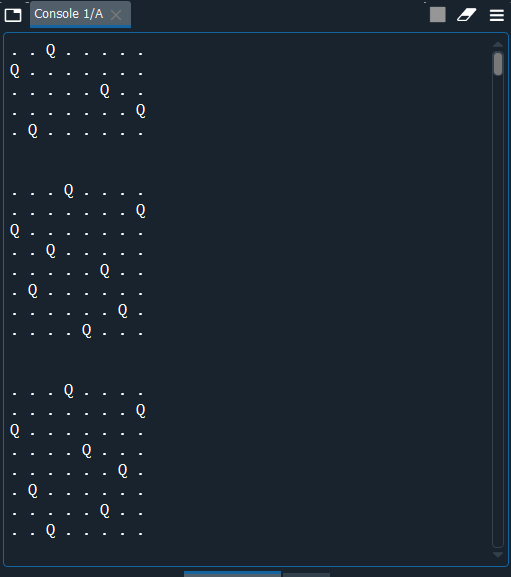 Console 1/A
. . Q . . . . .
Q . . . . . . .
. . . . . Q . .
. . . . . . . Q
. Q . . . . . .
. . . Q . . . .
. . . . . . . Q
Q . . . . . . .
. . Q . . . . .
. . . . . Q . .
. Q . . . . . .
. . . . . . Q .
. . . . Q . . .
. . . Q . . . .
. . . . . . . Q
Q . . . . . . .
. . . . Q . . .
. . . . . . Q .
. Q . . . . . .
. . . . . Q . .
. . Q . . . . .